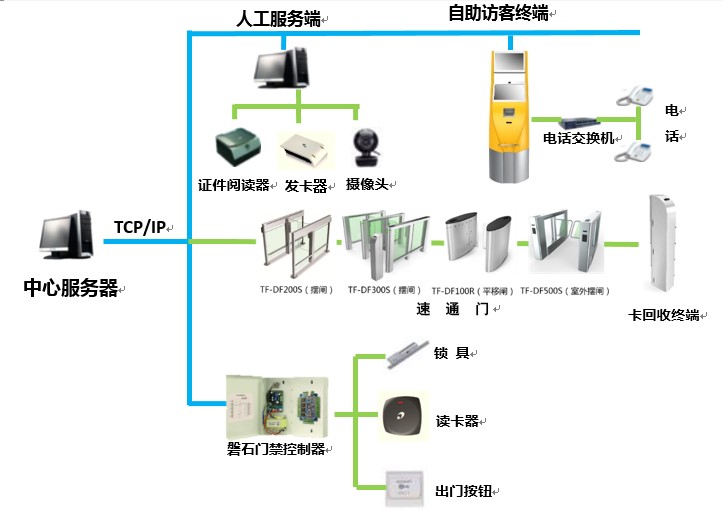 人工服务端
自助访客终端
证件阅读器
发卡器
摄像头
电话交换机
电
话
TCP/IP
中心服务器
TF-DF200S（摆闸）
TF-DF300S（摆闸）
TF-DF100R（平移闸）
TF-DF500S（室外摆闸）
速 通 门
卡回收终端
锁 具
读卡器
磐石门禁控制器
出门按钮